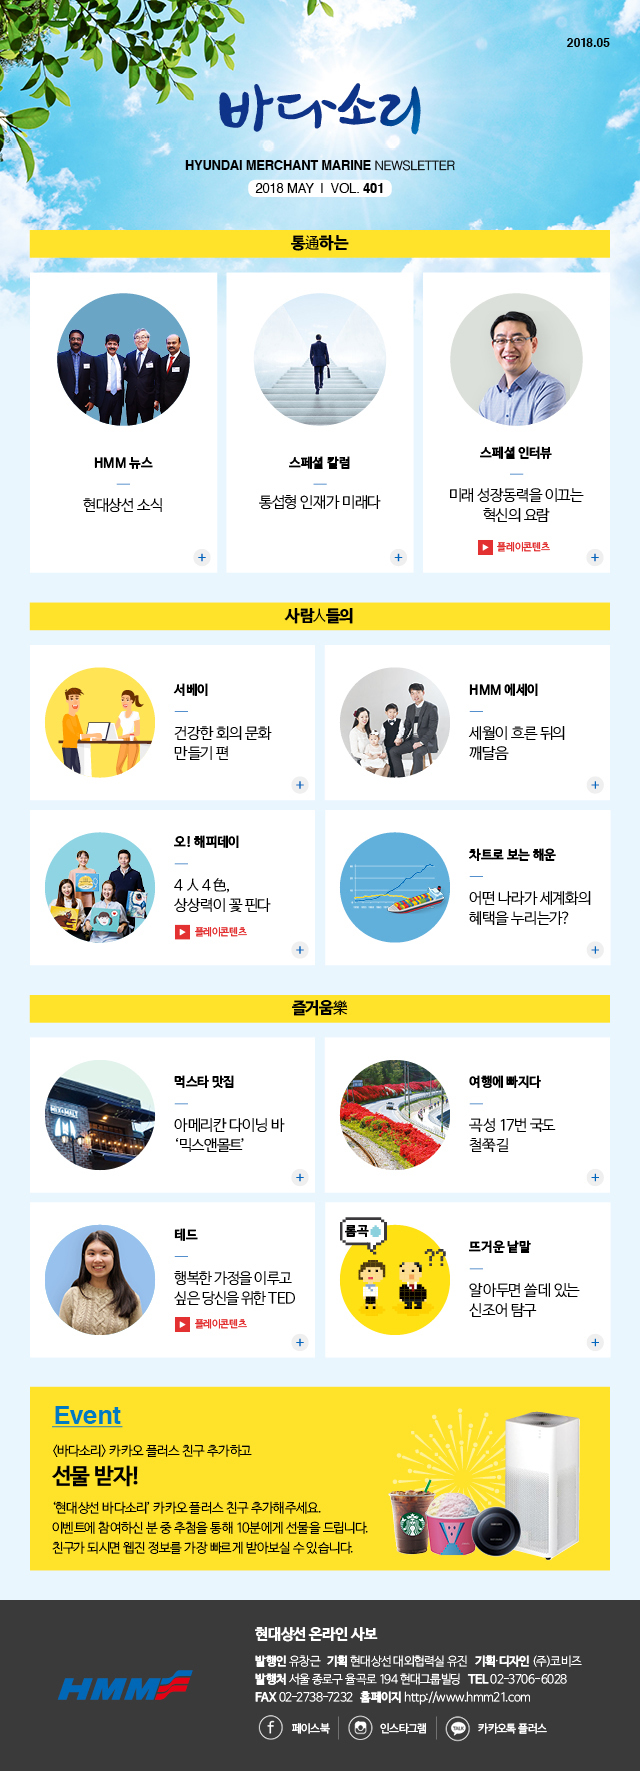 2018.05
바다소리
HYUNDAI MERCHANT MARINE NEWSLETTER
2018 MAY | VOL. 401
통通하는
HMM 뉴스
현대상선 소식
스페셜 칼럼
통섭형 인재가 미래다
스페셜 인터뷰
미래 성장동력을 이끄는
혁신의 요람
플레이콘텐츠
사람人들의
서베이
건강한 회의 문화
만들기 편
HMM 에세이
세월이 흐른 뒤의
깨달음
오! 해피데이
4 人 4 色,
상상력이 꽃 핀다
플레이콘텐츠
차트로 보는 해운
어떤 나라가 세계화의
혜택을 누리는가?
즐거움樂
먹스타 맛집
아메리칸 다이닝 바
‘믹스앤몰트’
MIX&MALT
여행에 빠지다
곡성 17번 국도
철쭉길
테드
행복한 가정을 이루고
싶은 당신을 위한 TED
플레이콘텐츠
롬곡
??
뜨거운 낱말
알아두면 쓸데 있는
신조어 탐구
Event
<바다소리> 카카오 플러스 친구 추가하고
선물 받자!
‘현대상선 바다소리’ 카카오 플러스 친구 추가해주세요.
이벤트에 참여하신 분 중 추첨을 통해 10분에게 선물을 드립니다.
친구가 되시면 웹진 정보를 가장 빠르게 받아보실 수 있습니다.
현대상선 온라인 사보
발행인 유창근 기획 현대상선 대외협력실 유진 기획·디자인 (주)코비즈
발행처 서울 종로구 율곡로 194 현대그룹빌딩 TEL 02-3706-6028
FAX 02-2738-7232 홈페이지 http://www.hmm21.com
HMM
페이스북
인스타그램
TALK
카카오톡 플러스